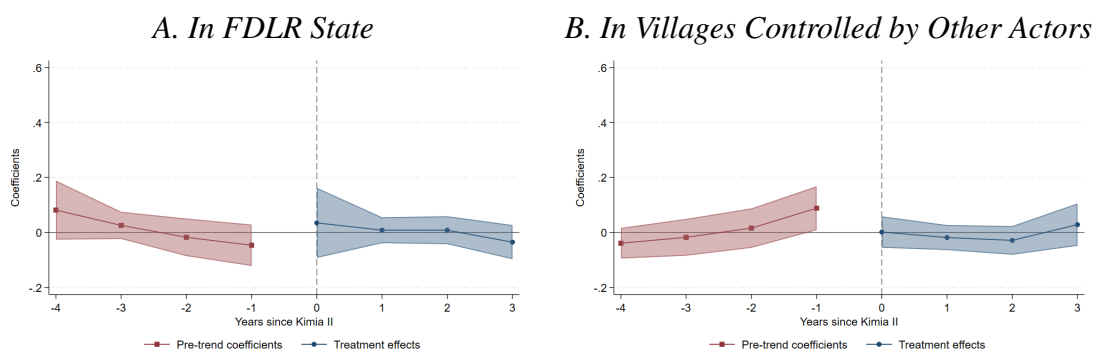 A. In FDLR State
.6
.4
.2
0
-.2
Coefficients
-4 -3 -2 -1 0 1 2 3
Years since Kimia II
Pre-trend coefficients Treatment effects
B. In Villages Controlled by Other Actors
.6
.4
.2
0
-.2
Coefficients
-4 -3 -2 -1 0 1 2 3
Years since Kimia II
Pre-trend coefficients Treatment effects